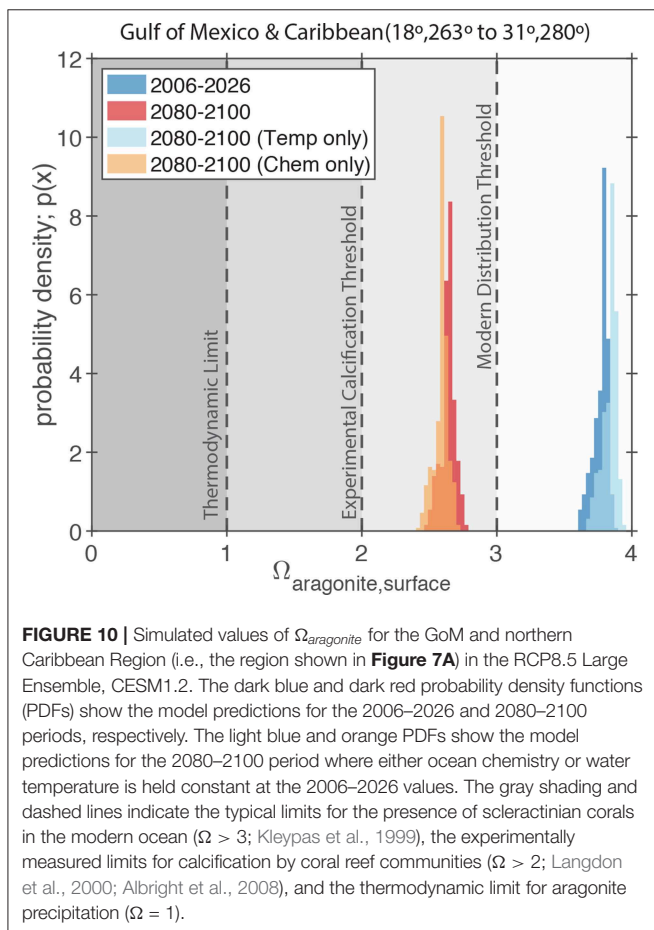 Gulf of Mexico & Caribbean(18º,263º to 31º,280º)
12
10
8
6
4
2
0
probability density; p(x)
2006-2026
2080-2100
2080-2100 (Temp only)
2080-2100 (Chem only)
Thermodynamic Limit
Experimental Calcification Threshold
Modern Distribution Threshold
0 1 2 3 4
Ωaragonite,surface
FIGURE 10 | Simulated values of Ωaragonite for the GoM and northern
Caribbean Region (i.e., the region shown in Figure 7A) in the RCP8.5 Large
Ensemble, CESM1.2. The dark blue and dark red probability density functions
(PDFs) show the model predictions for the 2006–2026 and 2080–2100
periods, respectively. The light blue and orange PDFs show the model
predictions for the 2080–2100 period where either ocean chemistry or water
temperature is held constant at the 2006–2026 values. The gray shading and
dashed lines indicate the typical limits for the presence of scleractinian corals
in the modern ocean (Ω > 3; Kleypas et al., 1999), the experimentally
measured limits for calcification by coral reef communities (Ω > 2; Langdon
et al., 2000; Albright et al., 2008), and the thermodynamic limit for aragonite
precipitation (Ω = 1).